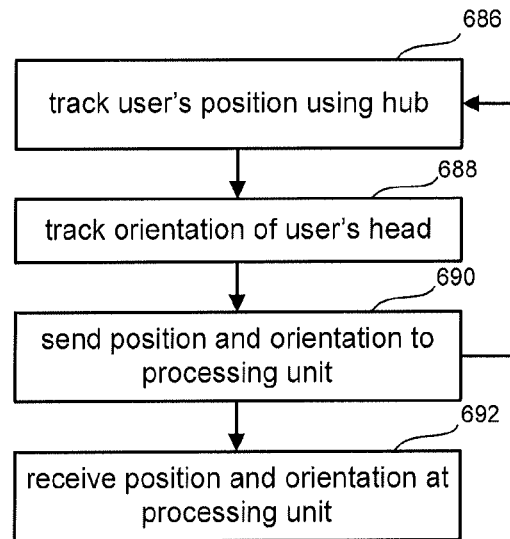 686
track user's position using hub
688
track orientation of user's head
690
send position and orientation to
processing unit
692
receive position and orientation at
processing unit